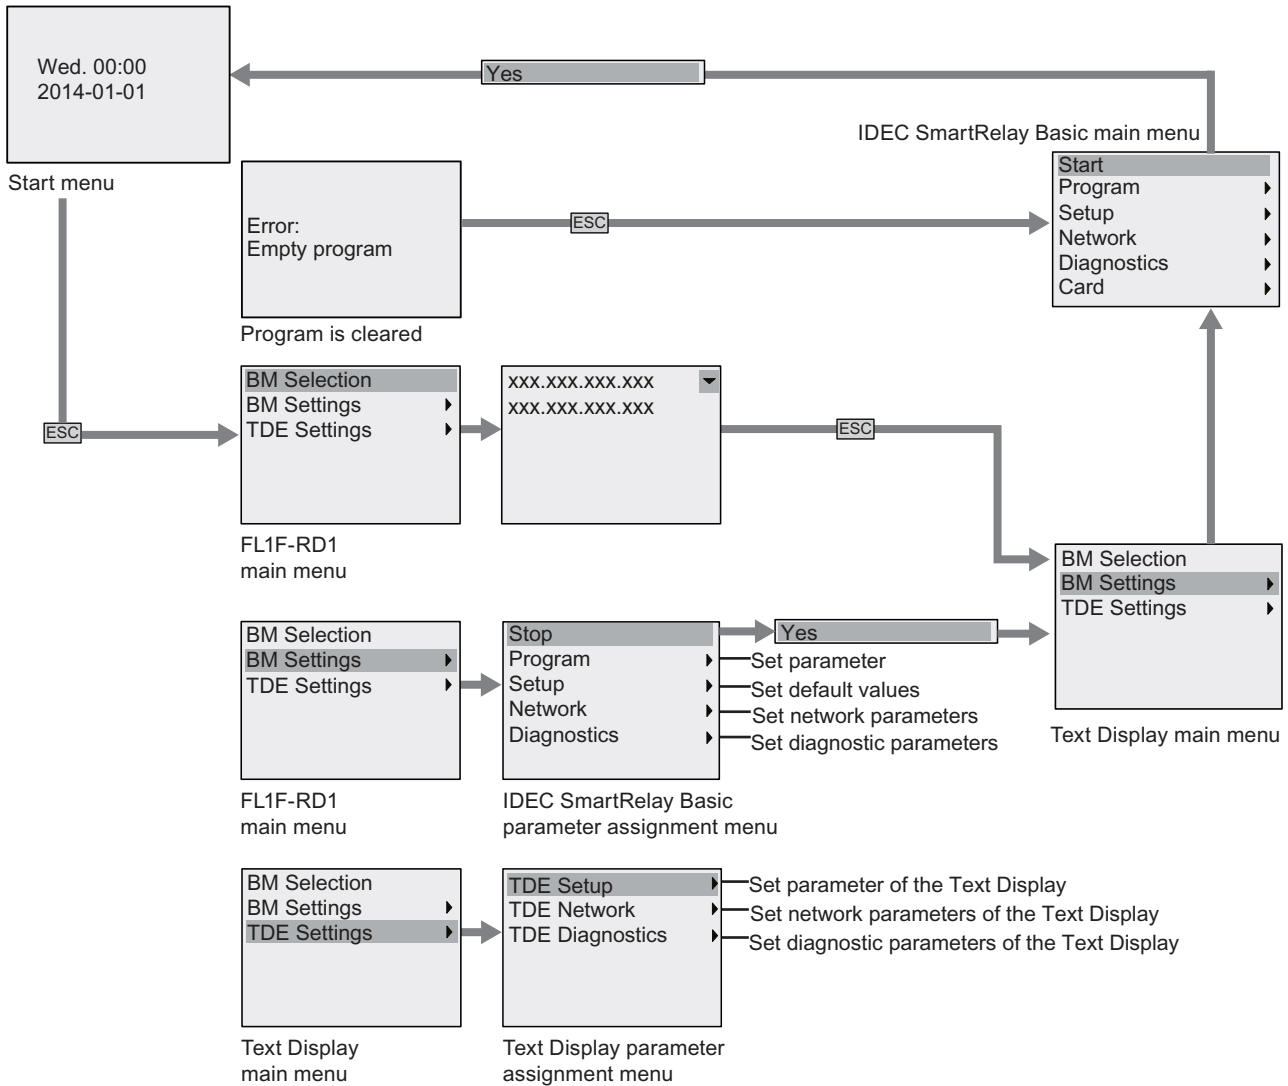 Wed. 00:00
2014-01-01
Start menu
Yes
IDEC SmartRelay Basic main menu
Start
Program
Setup
Network
Diagnostics
Card
Error:
Empty program
Program is cleared
ESC
ESC
BM Selection
BM Settings
TDE Settings
FL1F-RD1
main menu
xxx.xxx.xxx.xxx
xxx.xxx.xxx.xxx
ESC
BM Selection
BM Settings
TDE Settings
Text Display main menu
BM Selection
BM Settings
TDE Settings
FL1F-RD1
main menu
Stop
Program
Setup
Network
Diagnostics
IDEC SmartRelay Basic
parameter assignment menu
Yes
Set parameter
Set default values
Set network parameters
Set diagnostic parameters
BM Selection
BM Settings
TDE Settings
Text Display
main menu
TDE Setup
TDE Network
TDE Diagnostics
Text Display parameter
assignment menu
Set parameter of the Text Display
Set network parameters of the Text Display
Set diagnostic parameters of the Text Display